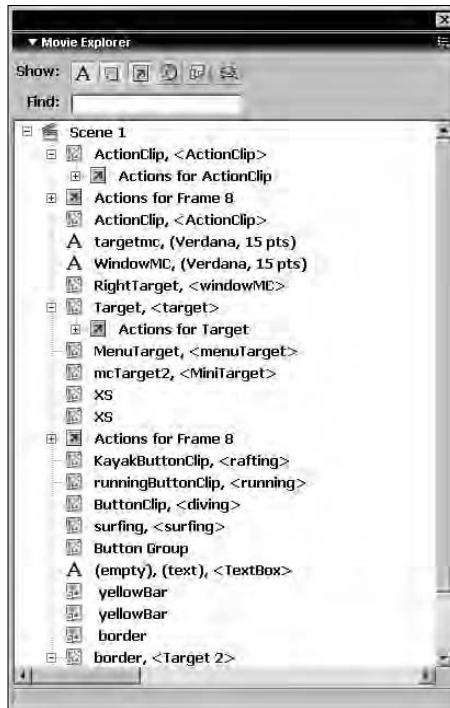 Movie Explorer
Show: A
Find:
Scene 1
ActionClip, <ActionClip>
Actions for ActionClip
Actions for Frame 8
ActionClip, <ActionClip>
A targetmc, (Verdana, 15 pts)
A WindowMC, (Verdana, 15 pts)
RightTarget, <windowMC>
Target, <target>
Actions for Target
MenuTarget, <menuTarget>
mcTarget2, <MiniTarget>
XS
XS
Actions for Frame 8
KayakButtonClip, <rafting>
runningButtonClip, <running>
ButtonClip, <diving>
surfing, <surfing>
Button Group
A (empty), (text), <TextBox>
yellowBar
yellowBar
border
border, <Target 2>